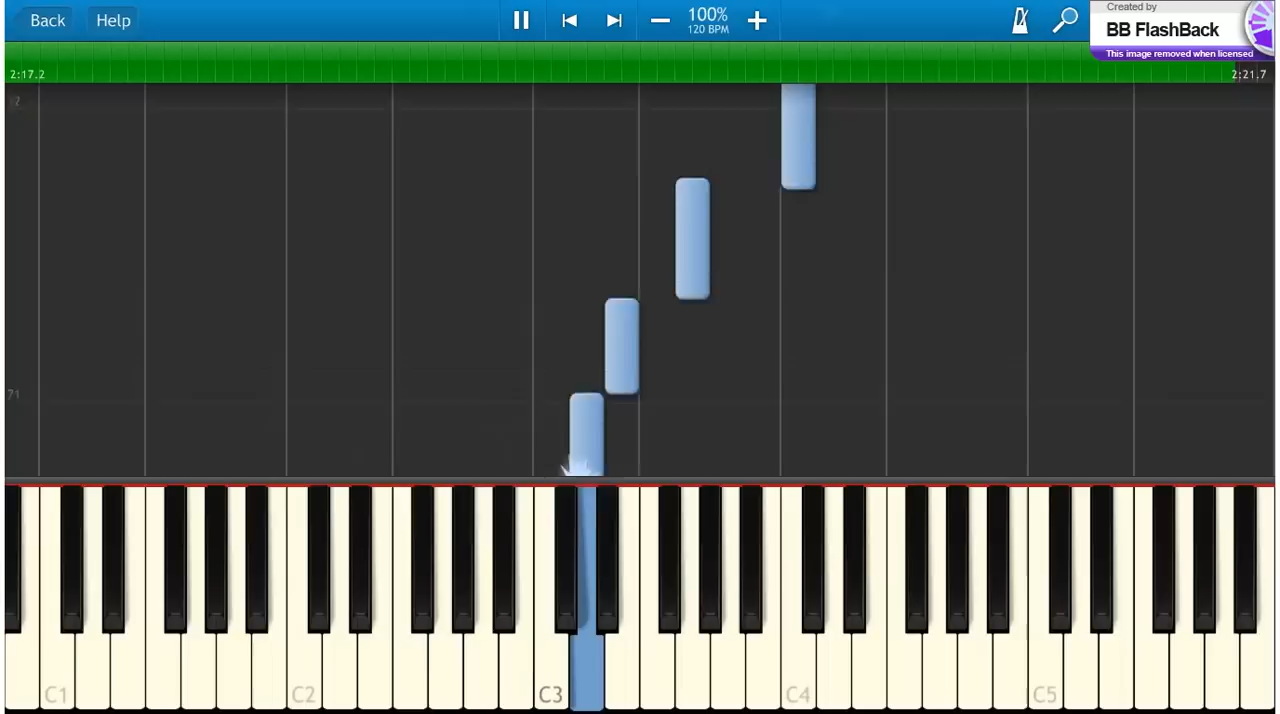 Back
Help
100%
120 BPM
Created by
BB FlashBack
This image removed when licensed
2:17.2
2:21.7
71
C1
C2
C3
C4
C5